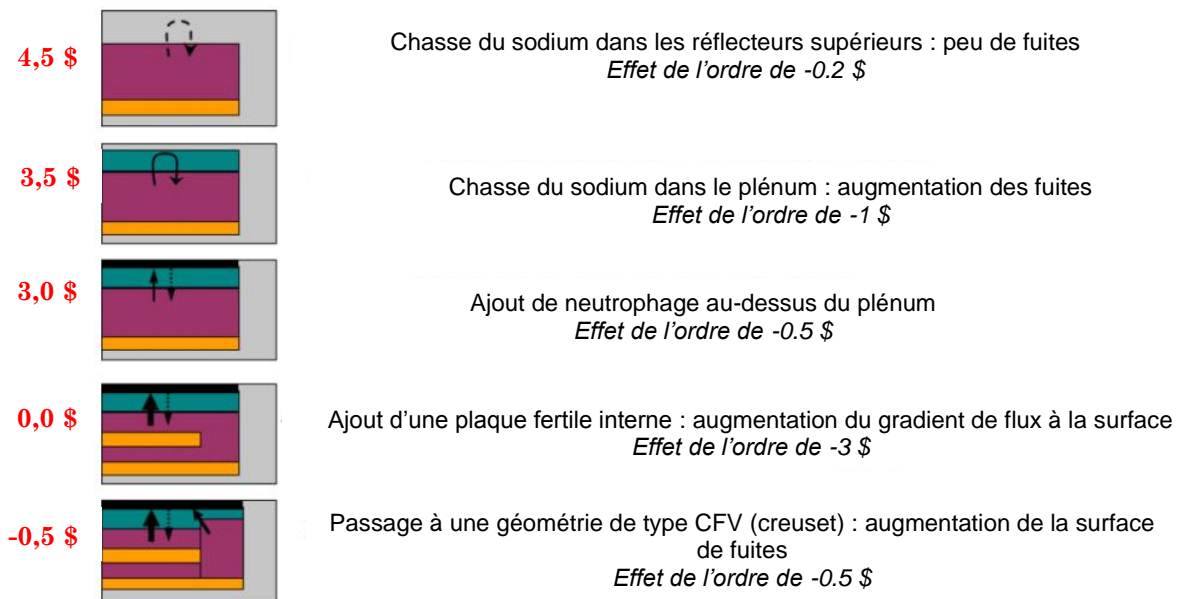 4,5 $
Chasse du sodium dans les réflecteurs supérieurs : peu de fuites
Effet de l'ordre de -0.2 $
3,5 $
Chasse du sodium dans le plénum : augmentation des fuites
Effet de l'ordre de -1 $
3,0 $
Ajout de neutrophage au-dessus du plénum
Effet de l'ordre de -0.5 $
0,0 $
Ajout d'une plaque fertile interne : augmentation du gradient de flux à la surface
Effet de l'ordre de -3 $
-0,5 $
Passage à une géométrie de type CFV (creuset) : augmentation de la surface
de fuites
Effet de l'ordre de -0.5 $